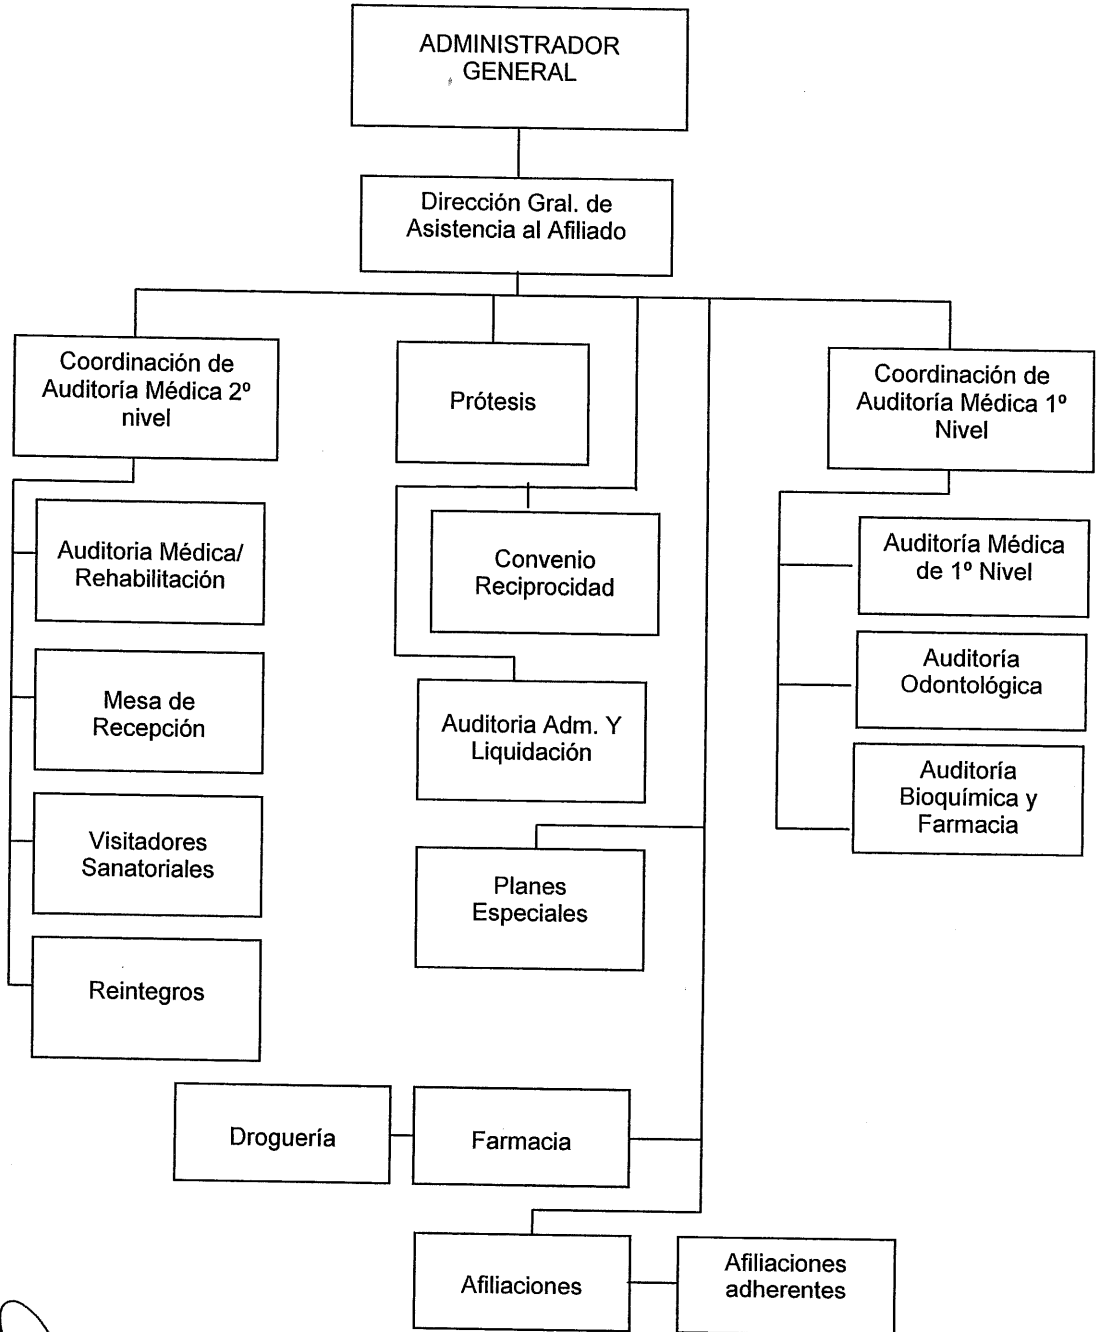 ADMINISTRADOR
GENERAL
Dirección Gral. de
Asistencia al Afiliado
Coordinación de
Auditoría Médica 2º
nivel
Prótesis
Coordinación de
Auditoría Médica 1º
Nivel
Auditoria Médica/
Rehabilitación
Convenio
Reciprocidad
Auditoría Médica
de 1º Nivel
Mesa de
Recepción
Auditoria Adm. Y
Liquidación
Auditoría
Odontológica
Visitadores
Sanatoriales
Planes
Especiales
Auditoría
Bioquímica y
Farmacia
Reintegros
Droguería
Farmacia
Afiliaciones
Afiliaciones
adherentes